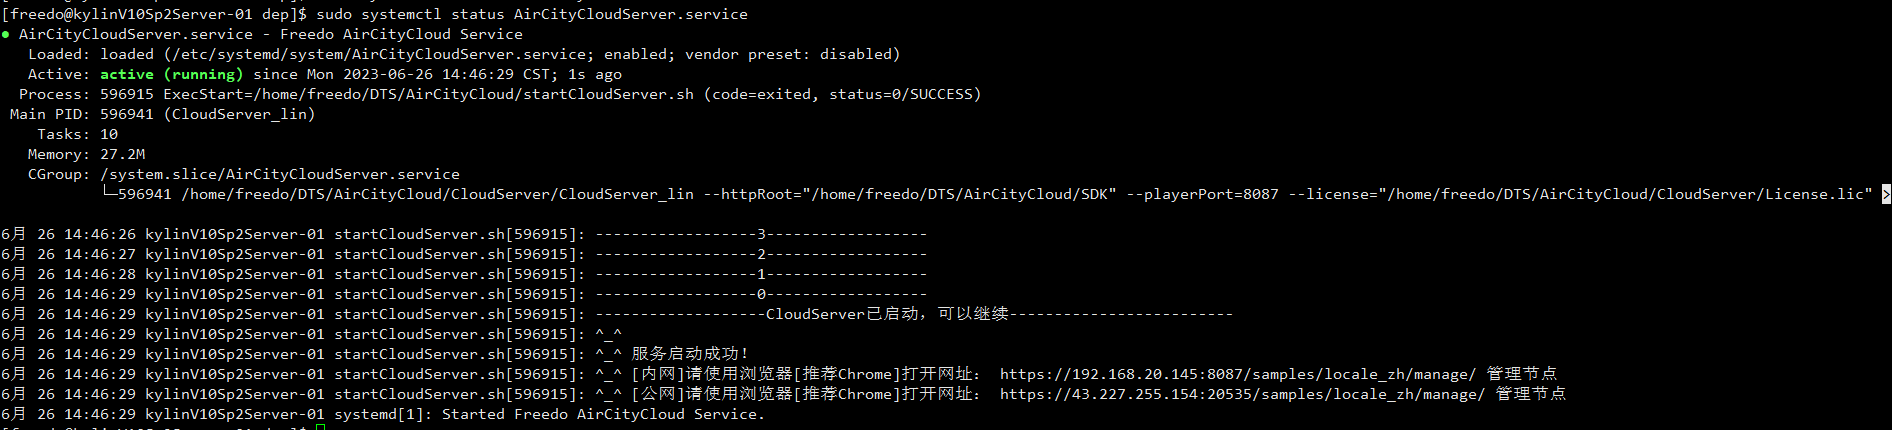 [freedo@kylinV10Sp2Server-01 dep]$ sudo systemctl status AirCityCloudServer.service
● AirCityCloudServer.service - Freedo AirCityCloud Service
Loaded: loaded (/etc/systemd/system/AirCityCloudServer.service; enabled; vendor preset: disabled)
Active: active (running) since Mon 2023-06-26 14:46:29 CST; 1s ago
Process: 596915 ExecStart=/home/freedo/DTS/AirCityCloud/startCloudServer.sh (code=exited, status=0/SUCCESS)
Main PID: 596941 (CloudServer_lin)
Tasks: 10
Memory: 27.2M
CGroup: /system.slice/AirCityCloudServer.service
└─596941 /home/freedo/DTS/AirCityCloud/CloudServer/CloudServer_lin --httpRoot="/home/freedo/DTS/AirCityCloud/SDK" --playerPort=8087 --license="/home/freedo/DTS/AirCityCloud/CloudServer/License.lic" >
6月 26 14:46:26 kylinV10Sp2Server-01 startCloudServer.sh[596915]: ------------------3------------------
6月 26 14:46:27 kylinV10Sp2Server-01 startCloudServer.sh[596915]: ------------------2------------------
6月 26 14:46:28 kylinV10Sp2Server-01 startCloudServer.sh[596915]: ------------------1------------------
6月 26 14:46:29 kylinV10Sp2Server-01 startCloudServer.sh[596915]: ------------------0------------------
6月 26 14:46:29 kylinV10Sp2Server-01 startCloudServer.sh[596915]: -------------------CloudServer已启动，可以继续-------------------------
6月 26 14:46:29 kylinV10Sp2Server-01 startCloudServer.sh[596915]: ^_^
6月 26 14:46:29 kylinV10Sp2Server-01 startCloudServer.sh[596915]: ^_^ 服务启动成功！
6月 26 14:46:29 kylinV10Sp2Server-01 startCloudServer.sh[596915]: ^_^ [内网]请使用浏览器[推荐Chrome]打开网址： https://192.168.20.145:8087/samples/locale_zh/manage/ 管理节点
6月 26 14:46:29 kylinV10Sp2Server-01 startCloudServer.sh[596915]: ^_^ [公网]请使用浏览器[推荐Chrome]打开网址： https://43.227.255.154:20535/samples/locale_zh/manage/ 管理节点
6月 26 14:46:29 kylinV10Sp2Server-01 systemd[1]: Started Freedo AirCityCloud Service.